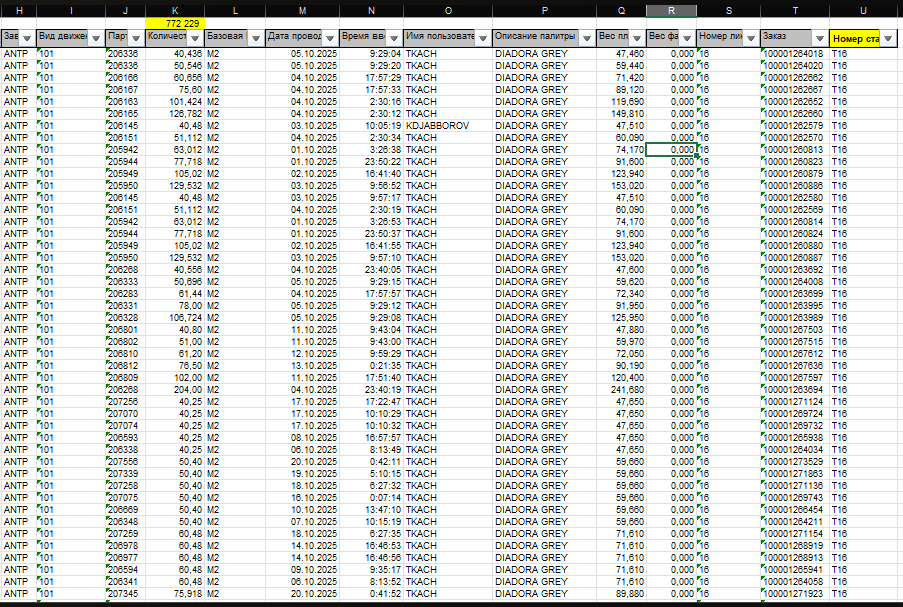 H I J K L M N O P Q R S T U
772 229
Зав Вид движен Парт Количест Базовая Дата провод Время вв Имя пользовате Описание палитры Вес пл Вес фа Номер ли Заказ Номер ста
ANTP 101 206336 40,436 M2 05.10.2025 9:29:04 TKACH DIADORA GREY 47,460 0,000 16 100001264018 T16
ANTP 101 206336 50,546 M2 05.10.2025 9:29:20 TKACH DIADORA GREY 59,440 0,000 16 100001264020 T16
ANTP 101 206166 60,656 M2 04.10.2025 17:57:29 TKACH DIADORA GREY 71,420 0,000 16 100001262662 T16
ANTP 101 206167 75,60 M2 04.10.2025 17:57:33 TKACH DIADORA GREY 89,120 0,000 16 100001262667 T16
ANTP 101 206163 101,424 M2 04.10.2025 2:30:16 TKACH DIADORA GREY 119,690 0,000 16 100001262652 T16
ANTP 101 206165 126,782 M2 04.10.2025 2:30:12 TKACH DIADORA GREY 149,810 0,000 16 100001262660 T16
ANTP 101 206145 40,48 M2 03.10.2025 10:05:19 KDJABBOROV DIADORA GREY 47,510 0,000 16 100001262579 T16
ANTP 101 206151 51,112 M2 04.10.2025 2:30:34 TKACH DIADORA GREY 60,090 0,000 16 100001262570 T16
ANTP 101 205942 63,012 M2 01.10.2025 3:26:38 TKACH DIADORA GREY 74,170 0,000 16 100001260813 T16
ANTP 101 205944 77,718 M2 01.10.2025 23:50:22 TKACH DIADORA GREY 91,600 0,000 16 100001260823 T16
ANTP 101 205949 105,02 M2 02.10.2025 16:41:40 TKACH DIADORA GREY 123,940 0,000 16 100001260879 T16
ANTP 101 205950 129,532 M2 03.10.2025 9:56:52 TKACH DIADORA GREY 153,020 0,000 16 100001260886 T16
ANTP 101 206145 40,48 M2 03.10.2025 9:57:17 TKACH DIADORA GREY 47,510 0,000 16 100001262580 T16
ANTP 101 206151 51,112 M2 04.10.2025 2:30:19 TKACH DIADORA GREY 60,090 0,000 16 100001262569 T16
ANTP 101 205942 63,012 M2 01.10.2025 3:26:53 TKACH DIADORA GREY 74,170 0,000 16 100001260814 T16
ANTP 101 205944 77,718 M2 01.10.2025 23:50:37 TKACH DIADORA GREY 91,600 0,000 16 100001260824 T16
ANTP 101 205949 105,02 M2 02.10.2025 16:41:55 TKACH DIADORA GREY 123,940 0,000 16 100001260880 T16
ANTP 101 205950 129,532 M2 03.10.2025 9:57:10 TKACH DIADORA GREY 153,020 0,000 16 100001260887 T16
ANTP 101 206268 40,556 M2 04.10.2025 23:40:05 TKACH DIADORA GREY 47,600 0,000 16 100001263692 T16
ANTP 101 206333 50,696 M2 05.10.2025 9:29:15 TKACH DIADORA GREY 59,620 0,000 16 100001264008 T16
ANTP 101 206283 61,44 M2 04.10.2025 17:57:57 TKACH DIADORA GREY 72,340 0,000 16 100001263699 T16
ANTP 101 206331 78,00 M2 05.10.2025 9:29:12 TKACH DIADORA GREY 91,950 0,000 16 100001263995 T16
ANTP 101 206328 106,724 M2 05.10.2025 9:29:08 TKACH DIADORA GREY 125,950 0,000 16 100001263989 T16
ANTP 101 206801 40,80 M2 11.10.2025 9:43:04 TKACH DIADORA GREY 47,880 0,000 16 100001267503 T16
ANTP 101 206802 51,00 M2 11.10.2025 9:43:00 TKACH DIADORA GREY 59,970 0,000 16 100001267515 T16
ANTP 101 206810 61,20 M2 12.10.2025 9:59:29 TKACH DIADORA GREY 72,050 0,000 16 100001267612 T16
ANTP 101 206812 76,50 M2 13.10.2025 0:21:35 TKACH DIADORA GREY 90,190 0,000 16 100001267636 T16
ANTP 101 206809 102,00 M2 11.10.2025 17:51:40 TKACH DIADORA GREY 120,400 0,000 16 100001267597 T16
ANTP 101 206268 204,00 M2 04.10.2025 23:40:19 TKACH DIADORA GREY 241,680 0,000 16 100001263694 T16
ANTP 101 207256 40,25 M2 17.10.2025 17:22:47 TKACH DIADORA GREY 47,650 0,000 16 100001271124 T16
ANTP 101 207070 40,25 M2 17.10.2025 10:10:29 TKACH DIADORA GREY 47,650 0,000 16 100001269724 T16
ANTP 101 207074 40,25 M2 17.10.2025 10:10:32 TKACH DIADORA GREY 47,650 0,000 16 100001269732 T16
ANTP 101 206593 40,25 M2 08.10.2025 16:57:57 TKACH DIADORA GREY 47,650 0,000 16 100001265938 T16
ANTP 101 206338 40,25 M2 06.10.2025 8:13:49 TKACH DIADORA GREY 47,650 0,000 16 100001264034 T16
ANTP 101 207556 50,40 M2 20.10.2025 0:42:11 TKACH DIADORA GREY 59,660 0,000 16 100001273529 T16
ANTP 101 207339 50,40 M2 19.10.2025 5:10:15 TKACH DIADORA GREY 59,660 0,000 16 100001271863 T16
ANTP 101 207258 50,40 M2 18.10.2025 6:27:32 TKACH DIADORA GREY 59,660 0,000 16 100001271136 T16
ANTP 101 207075 50,40 M2 16.10.2025 0:07:14 TKACH DIADORA GREY 59,660 0,000 16 100001269743 T16
ANTP 101 206669 50,40 M2 10.10.2025 13:47:10 TKACH DIADORA GREY 59,660 0,000 16 100001266454 T16
ANTP 101 206348 50,40 M2 07.10.2025 10:15:19 TKACH DIADORA GREY 59,660 0,000 16 100001264211 T16
ANTP 101 207259 60,48 M2 18.10.2025 6:27:35 TKACH DIADORA GREY 71,610 0,000 16 100001271154 T16
ANTP 101 206978 60,48 M2 14.10.2025 16:46:53 TKACH DIADORA GREY 71,610 0,000 16 100001268919 T16
ANTP 101 206977 60,48 M2 14.10.2025 16:46:56 TKACH DIADORA GREY 71,610 0,000 16 100001268913 T16
ANTP 101 206594 60,48 M2 09.10.2025 9:35:17 TKACH DIADORA GREY 71,610 0,000 16 100001265941 T16
ANTP 101 206341 60,48 M2 06.10.2025 8:13:52 TKACH DIADORA GREY 71,610 0,000 16 100001264058 T16
ANTP 101 207345 75,918 M2 20.10.2025 0:41:52 TKACH DIADORA GREY 89,880 0,000 16 100001271923 T16